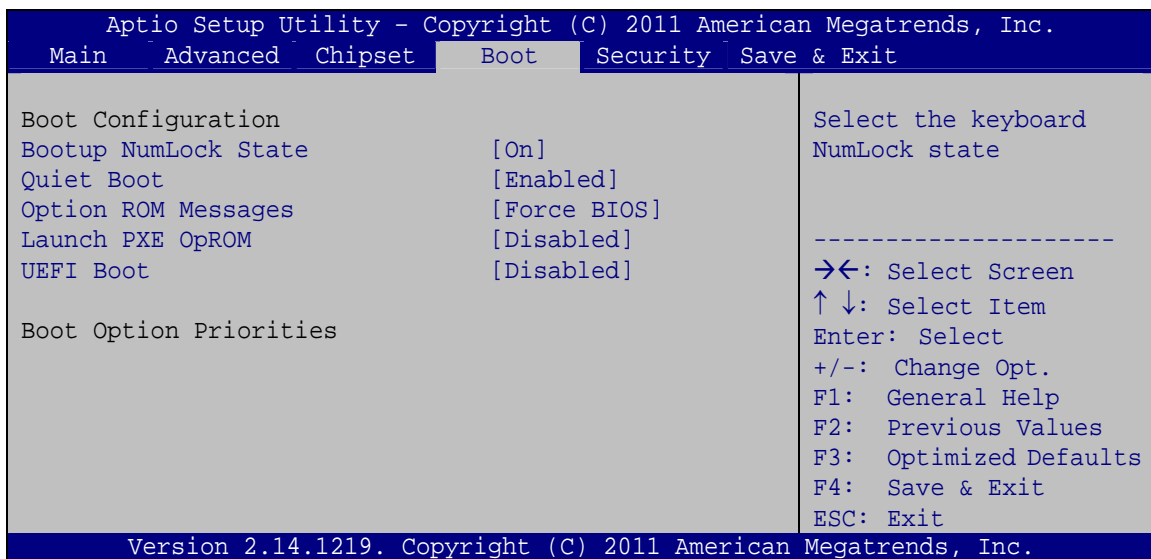 Aptio Setup Utility – Copyright (C) 2011 American Megatrends, Inc.
Main Advanced Chipset Boot Security Save & Exit
Boot Configuration
Bootup NumLock State [On]
Quiet Boot [Enabled]
Option ROM Messages [Force BIOS]
Launch PXE OpROM [Disabled]
UEFI Boot [Disabled]
Boot Option Priorities
Select the keyboard
NumLock state
---------------------
→←: Select Screen
↑ ↓: Select Item
Enter: Select
+/-: Change Opt.
F1: General Help
F2: Previous Values
F3: Optimized Defaults
F4: Save & Exit
ESC: Exit
Version 2.14.1219. Copyright (C) 2011 American Megatrends, Inc.